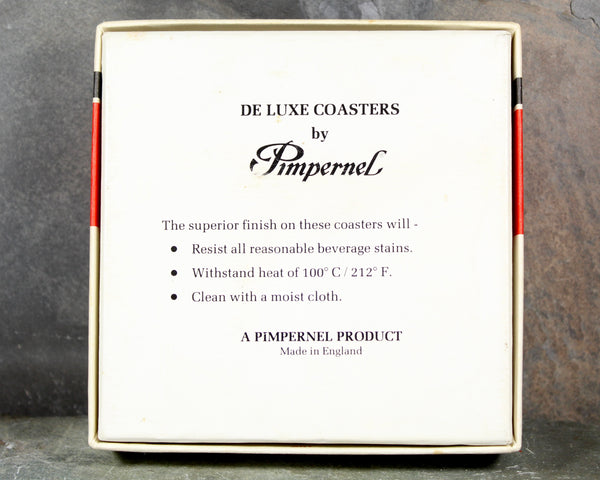 DE LUXE COASTERS
by
Pimpernel
The superior finish on these coasters will -
● Resist all reasonable beverage stains.
● Withstand heat of 100° C / 212° F.
● Clean with a moist cloth.
A PiMPERNEL PRODUCT
Made in England